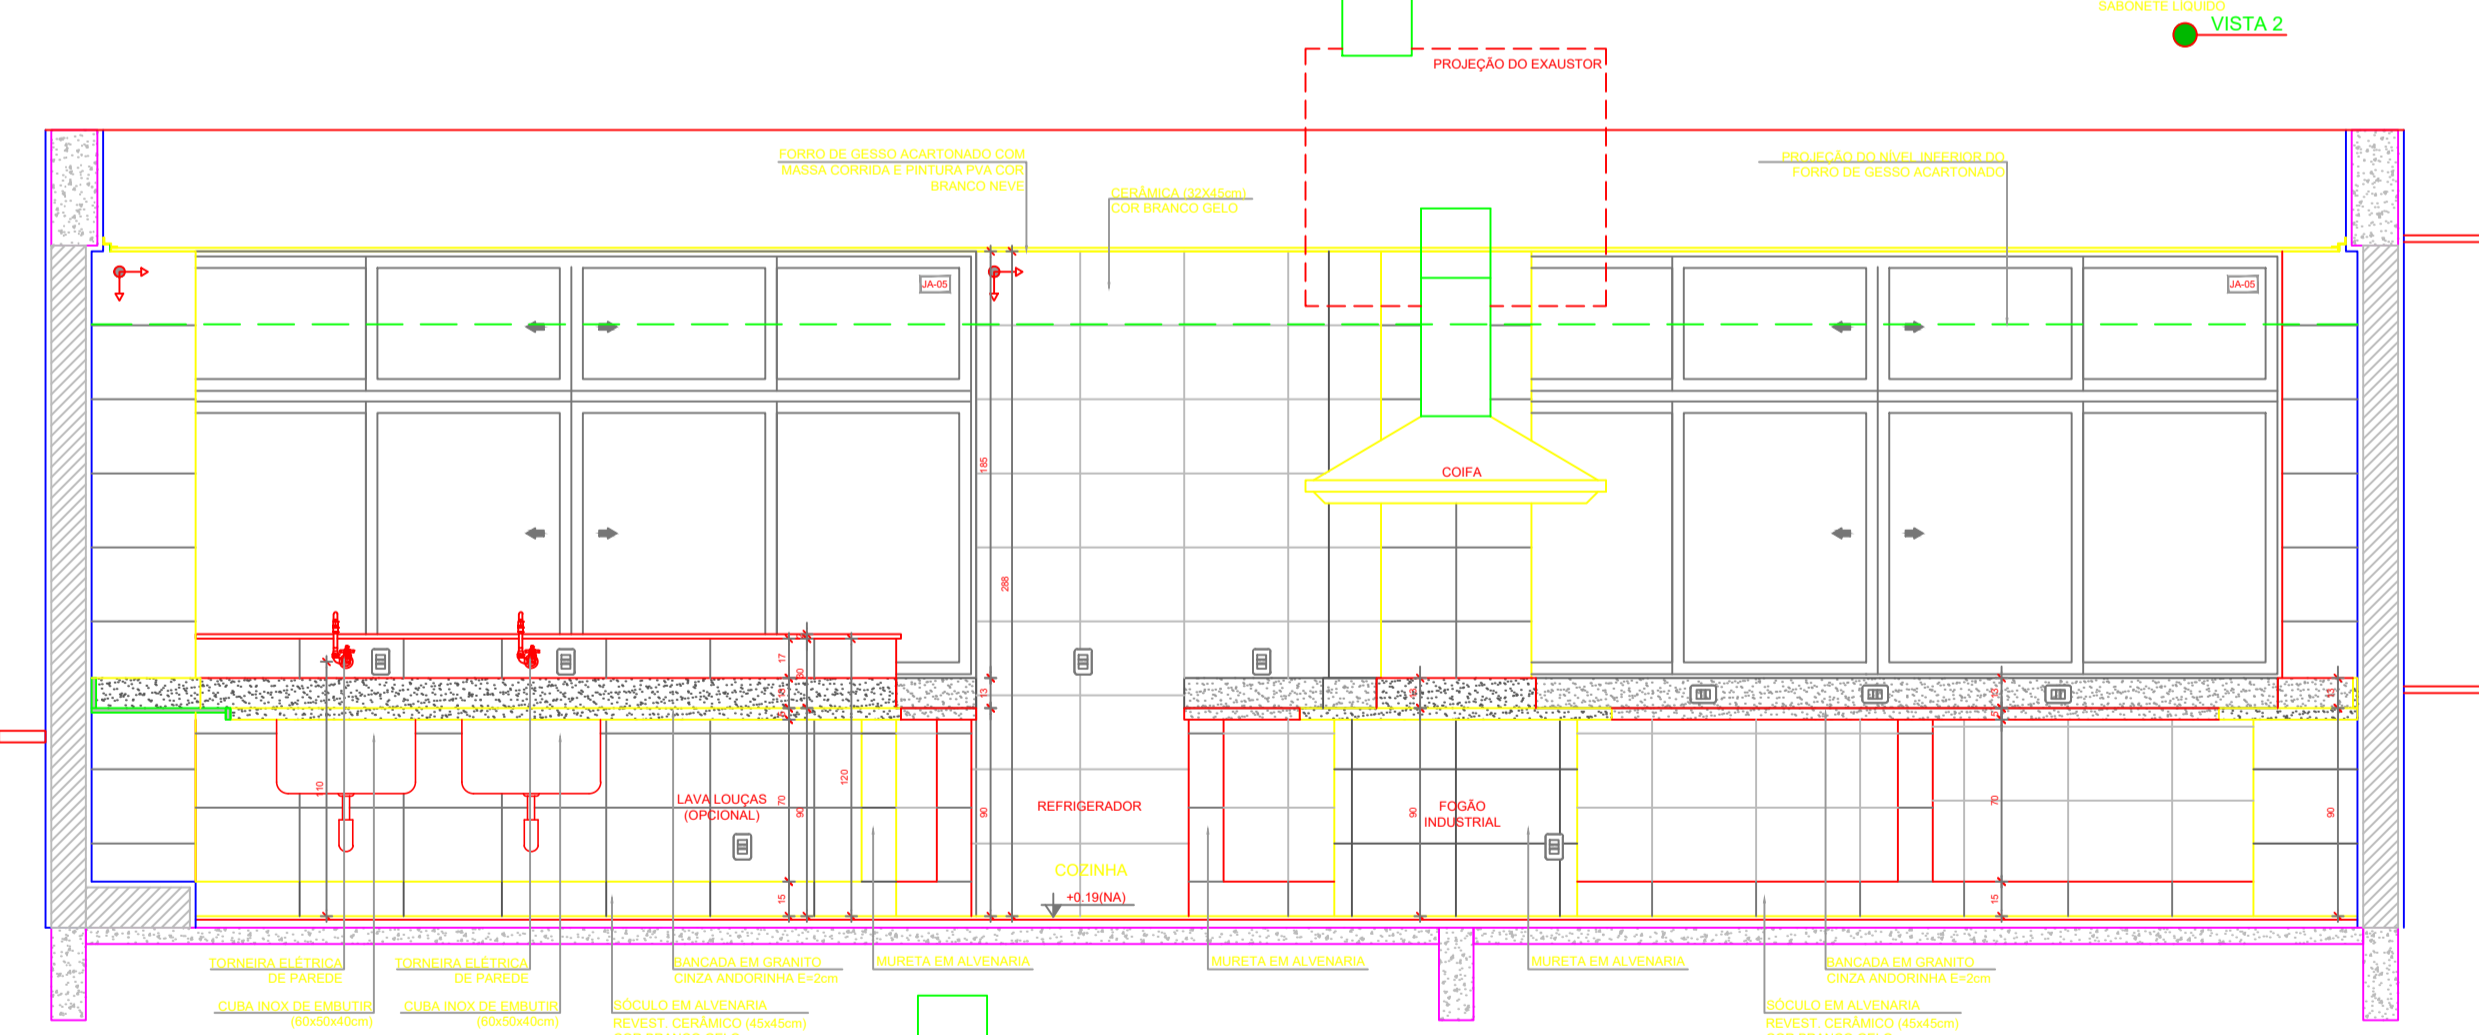 SABONETE LÍQUIDO
VISTA 2
PROJEÇÃO DO EXAUSTOR
FORRO DE GESSO ACARTONADO COM
MASSA CORRIDA E PINTURA PVA COR
BRANCO NEVE
CERÂMICA (32X45cm)
COR BRANCO GELO
PROJEÇÃO DO NÍVEL INFERIOR DO
FORRO DE GESSO ACARTONADO
JA-05
JA-05
185
COIFA
288
17
30
13
13
13
13
110
LAVA LOUÇAS
(OPCIONAL)
70
90
120
90
REFRIGERADOR
90
FOGÃO
INDUSTRIAL
70
90
COZINHA
+0.19(NA)
15
15
TORNEIRA ELÉTRICA
DE PAREDE
TORNEIRA ELÉTRICA
DE PAREDE
BANCADA EM GRANITO
CINZA ANDORINHA E=2cm
MURETA EM ALVENARIA
MURETA EM ALVENARIA
MURETA EM ALVENARIA
BANCADA EM GRANITO
CINZA ANDORINHA E=2cm
CUBA INOX DE EMBUTIR
(60x50x40cm)
CUBA INOX DE EMBUTIR
(60x50x40cm)
SÓCULO EM ALVENARIA
REVEST. CERÂMICO (45x45cm)
SÓCULO EM ALVENARIA
REVEST. CERÂMICO (45x45cm)